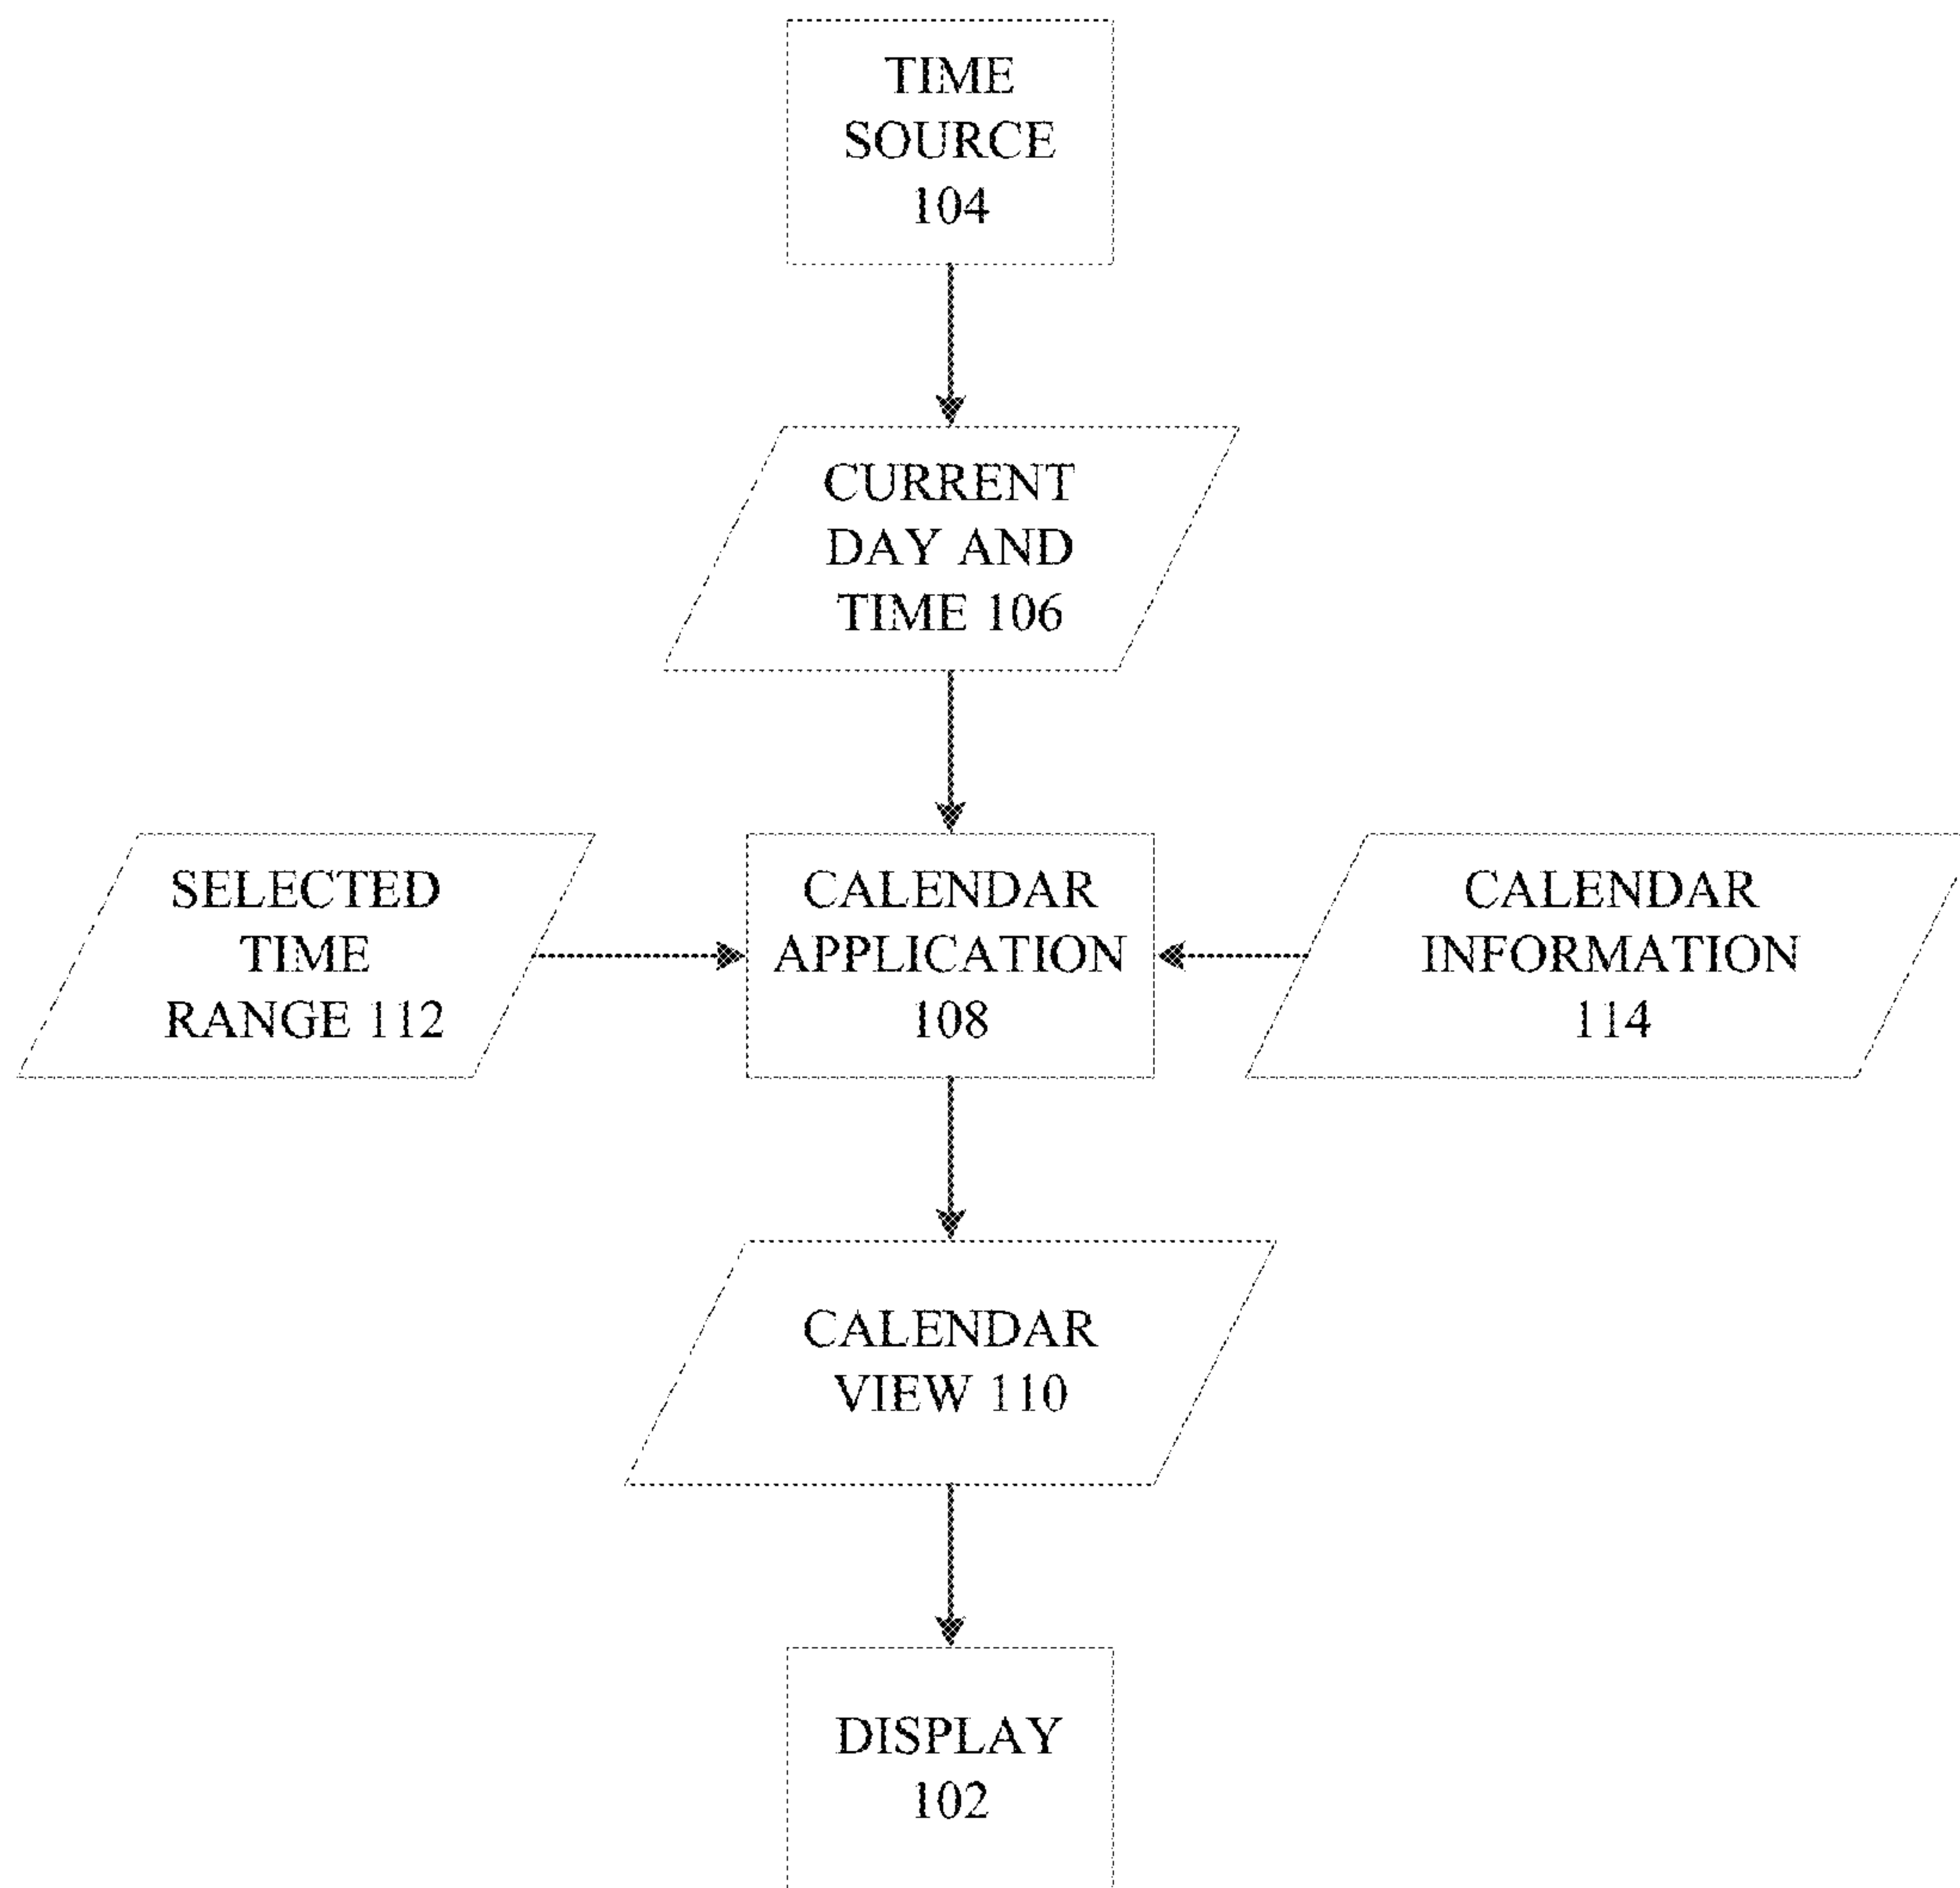 TIME
SOURCE
104
CURRENT
DAY AND
TIME 106
SELECTED
TIME
RANGE 112
CALENDAR
APPLICATION
108
CALENDAR
INFORMATION
114
CALENDAR
VIEW 110
DISPLAY
102